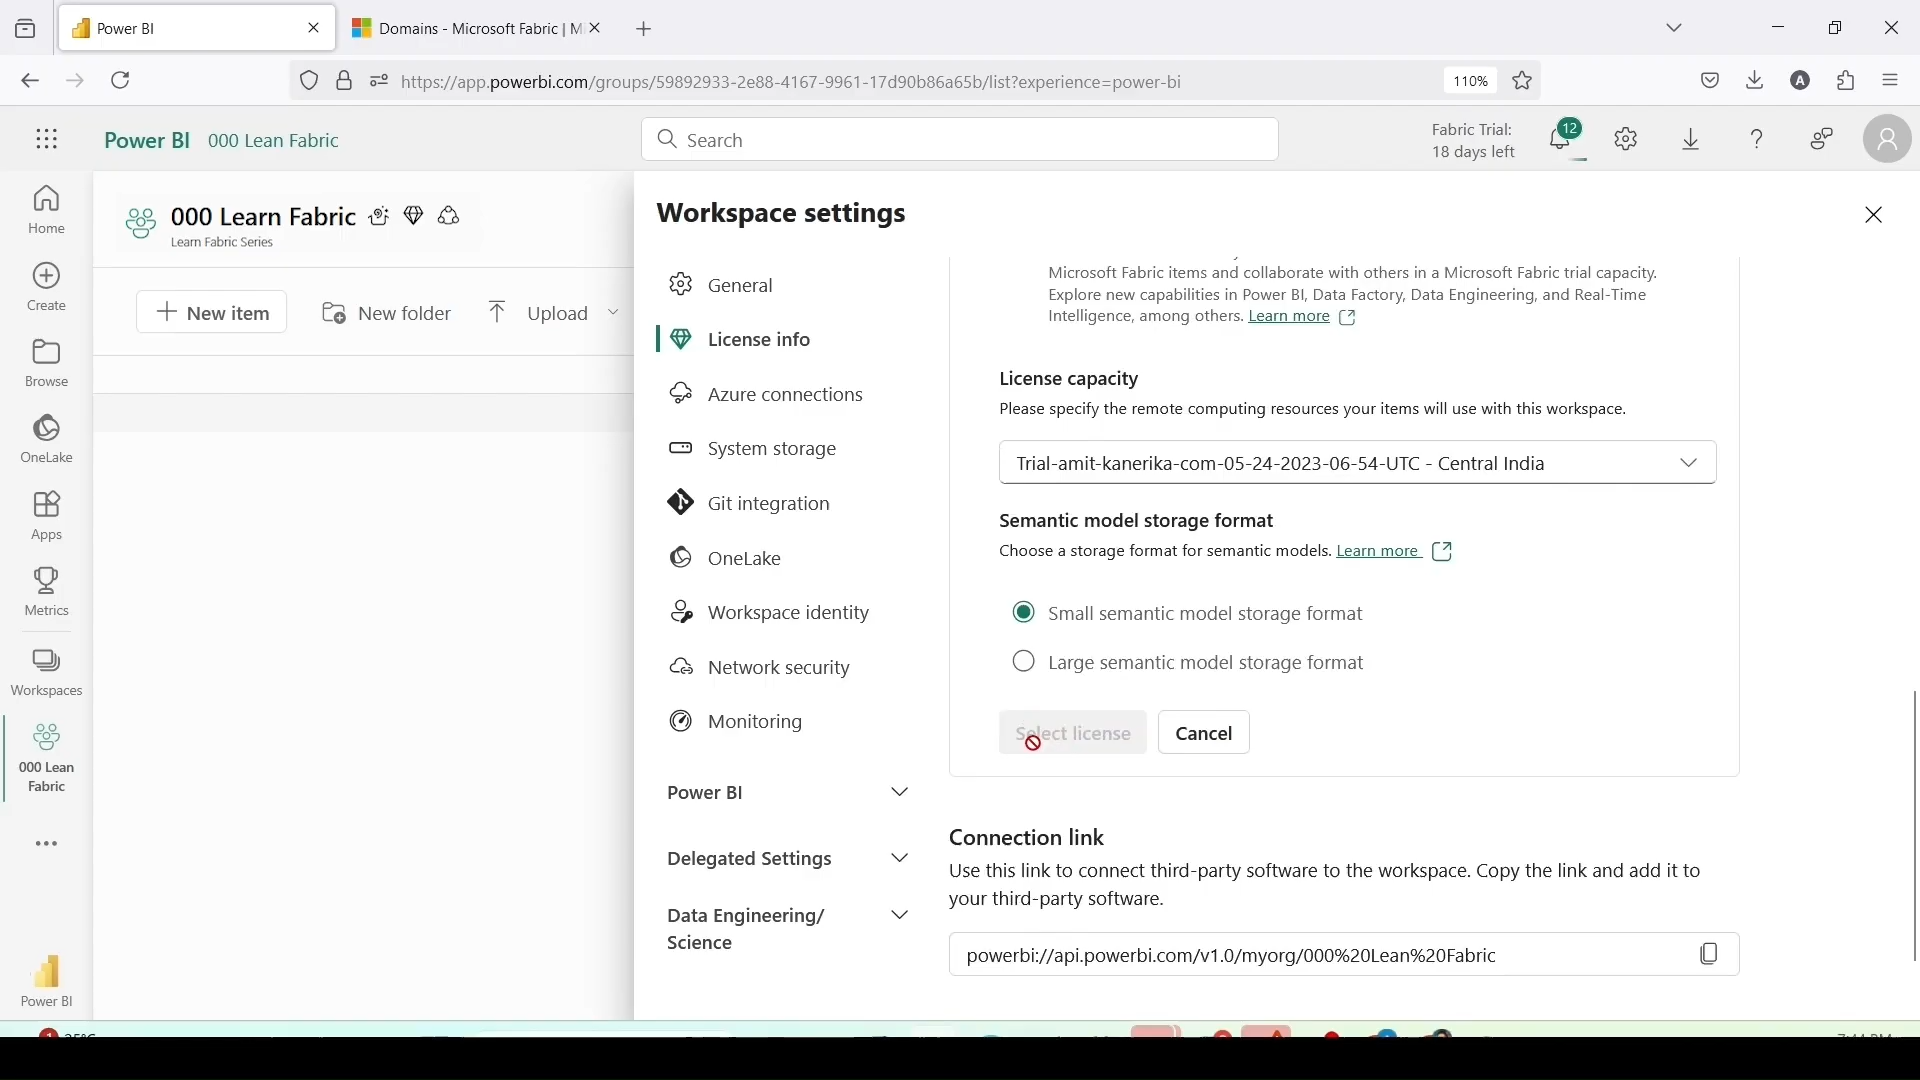 Power BI
Domains - Microsoft Fabric | Mi
https://app.powerbi.com/groups/59892933-2e88-4167-9961-17d90b86a65b/list?experience=power-bi
110%
A
Power BI
000 Lean Fabric
Search
Fabric Trial:
18 days left
12
Home
Create
Browse
OneLake
Apps
Metrics
Workspaces
000 Lean
Fabric
Power BI
000 Learn Fabric
Learn Fabric Series
New item
New folder
Upload
Workspace settings
General
License info
Azure connections
System storage
Git integration
OneLake
Workspace identity
Network security
Monitoring
Power BI
Delegated Settings
Data Engineering/
Science
Microsoft Fabric items and collaborate with others in a Microsoft Fabric trial capacity.
Explore new capabilities in Power BI, Data Factory, Data Engineering, and Real-Time
Intelligence, among others. Learn more
License capacity
Please specify the remote computing resources your items will use with this workspace.
Trial-amit-kanerika-com-05-24-2023-06-54-UTC - Central India
Semantic model storage format
Choose a storage format for semantic models. Learn more
Small semantic model storage format
Large semantic model storage format
Select license
Cancel
Connection link
Use this link to connect third-party software to the workspace. Copy the link and add it to
your third-party software.
powerbi://api.powerbi.com/v1.0/myorg/000%20Lean%20Fabric